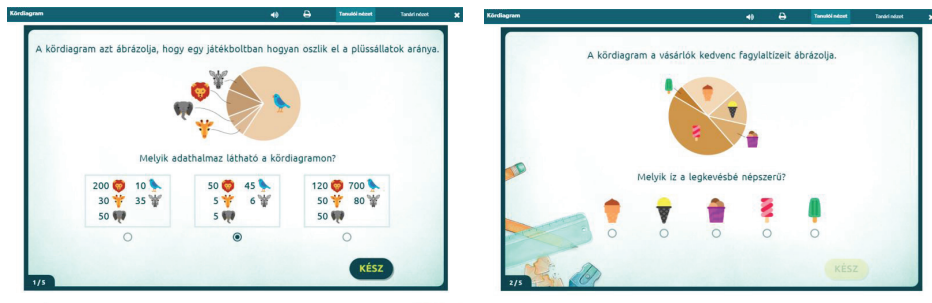 Kördiagram
Tanulói nézet
Tanári nézet
A kördiagram azt ábrázolja, hogy egy játékboltban hogyan oszlik el a plüssállatok aránya.
Melyik adathalmaz látható a kördiagramon?
200 10
30 35
50
50 45
5 6
5
120 700
50 80
50
KÉSZ
1/5
Kördiagram
Tanulói nézet
Tanári nézet
A kördiagram a vásárlók kedvenc fagylaltízeit ábrázolja.
Melyik íz a legkevésbé népszerű?
KÉSZ
2/5